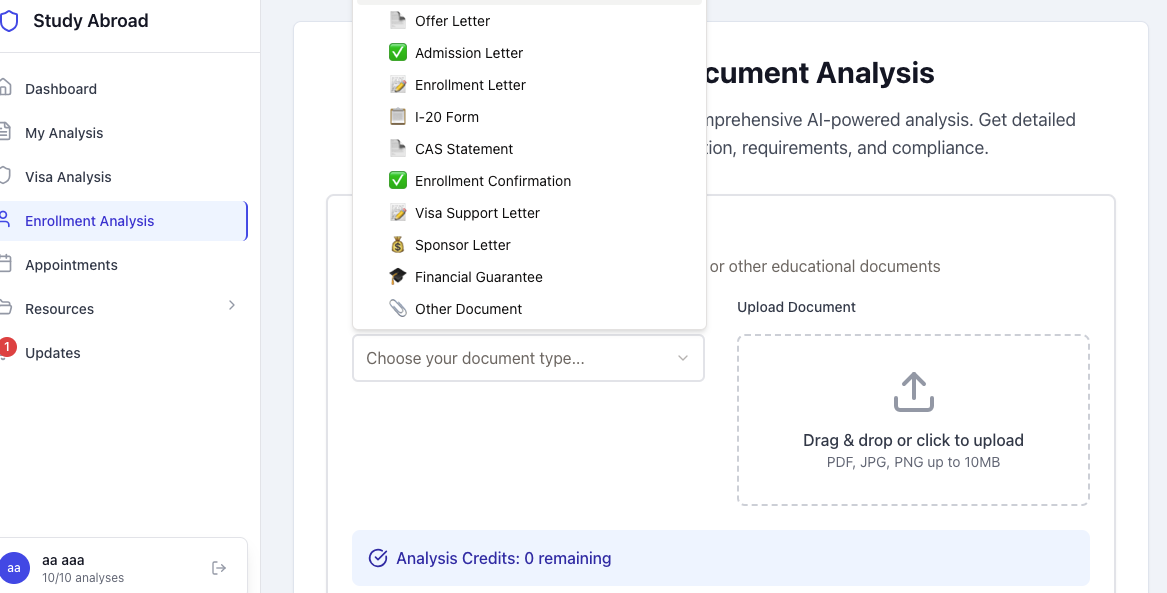 Study Abroad
Dashboard
My Analysis
Visa Analysis
Enrollment Analysis
Appointments
Resources
1
Updates
aa
aa aaa
10/10 analyses
Offer Letter
Admission Letter
Enrollment Letter
I-20 Form
CAS Statement
Enrollment Confirmation
Visa Support Letter
Sponsor Letter
Financial Guarantee
Other Document
Choose your document type...
cument Analysis
mprehensive AI-powered analysis. Get detailed
tion, requirements, and compliance.
or other educational documents
Upload Document
Drag & drop or click to upload
PDF, JPG, PNG up to 10MB
Analysis Credits: 0 remaining